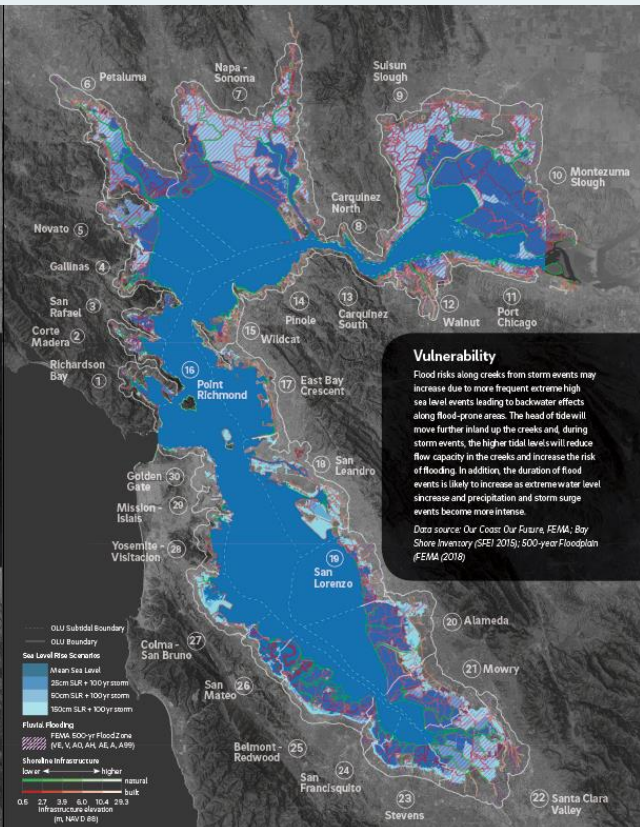 6 Petaluma
Napa -
Sonoma
7
Suisun
Slough
9
10 Montezuma
Slough
Carquinez
North
8
Novato 5
Gallinas 4
San
Rafael 3
Corte
Madera 2
Richardson
Bay 1
14
Pinole
13
Carquinez
South
12
Walnut
11
Port
Chicago
15
Wildcat
16
Point
Richmond
17 East Bay
Crescent
18 San
Leandro
Golden
Gate 30
Mission -
Islais 29
Yosemite -
Visitacion 28
19
San
Lorenzo
20 Alameda
21 Mowry
27
Colma -
San Bruno
San
Mateo 26
Belmont -
Redwood 25
24
San
Francisquito
23
Stevens
22 Santa Clara
Valley
Vulnerability
Flood risks along creeks from storm events may
increase due to more frequent extreme high
sea level events leading to backwater effects
along flood-prone areas. The head of tide will
move further inland up the creeks and, during
storm events, the higher tidal levels will reduce
flow capacity in the creeks and increase the risk
of flooding. In addition, the duration of flood
events is likely to increase as extreme water level
sincrease and precipitation and storm surge
events become more intense.
Data source: Our Coast Our Future, FEMA; Bay
Shore Inventory (SFEI 2015); 500-year Floodplain
(FEMA (2018)
OLU Subtidal Boundary
OLU Boundary
Sea Level Rise Scenarios
Mean Sea Level
25cm SLR + 100 yr storm
50cm SLR + 100yr storm
150cm SLR + 100 yr storm
Fluvial Flooding
FEMA 500-yr Flood Zone
(VE, V, AO, AH, AE, A, A99)
Shoreline Infrastructure
lower higher
natural
built
0.5 2.7 3.9 6.0 10.4 29.3
Infrastructure elevation
(m, NAVD 88)